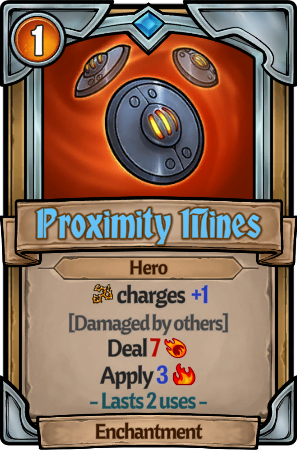 1
Proximity Mines
Hero
charges +1
[Damaged by others]
Deal 7
Apply 3
- Lasts 2 uses -
Enchantment